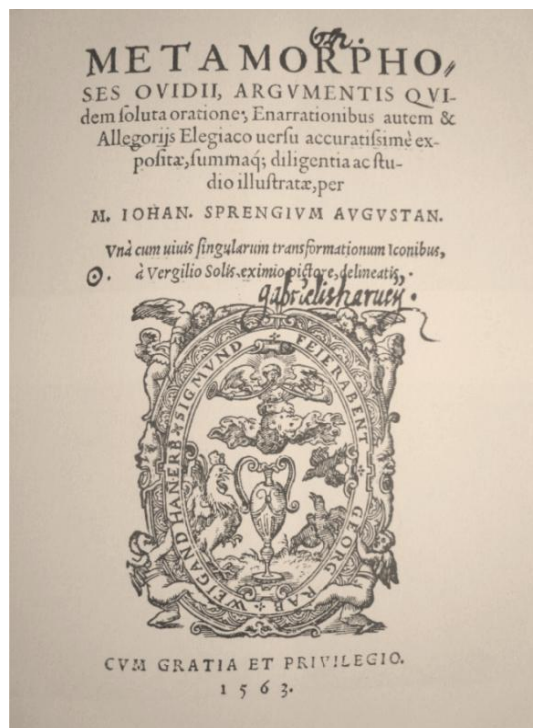 METAMORPHO⸗
SES OVIDII, ARGVMENTIS QVI-
dem ſoluta oratione, Enarrationibus autem &
Allegorijs Elegiaco uerſu accuratiſsimè ex-
poſitæ, ſummaq́; diligentia ac ſtu-
dio illuſtratæ, per
M. IOHAN. SPRENGIVM AVGVSTAN.
Vnà cum uiuis ſingularum transformationum Iconibus,
à Vergilio Solis, eximio pictore, delineatis.
gabrielisharuey.
SIGMVND FEIERABENT
GEORG RAB
WEIGAND HAN ERB
CVM GRATIA ET PRIVILEGIO.
1563.